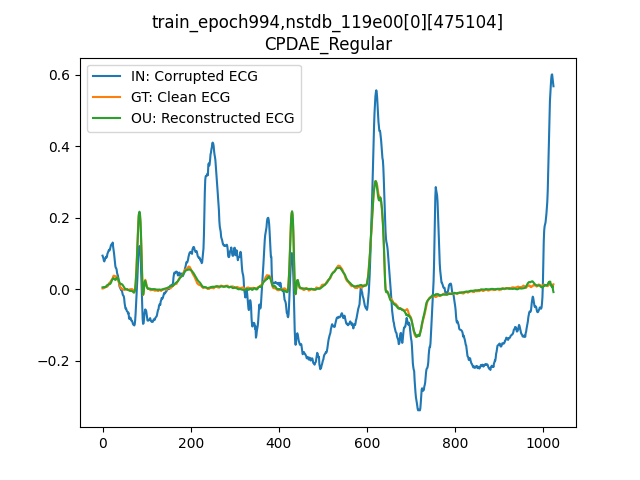 train_epoch994,nstdb_119e00[0][475104]
CPDAE_Regular
IN: Corrupted ECG
GT: Clean ECG
OU: Reconstructed ECG
0.6
0.4
0.2
0.0
−0.2
0 200 400 600 800 1000